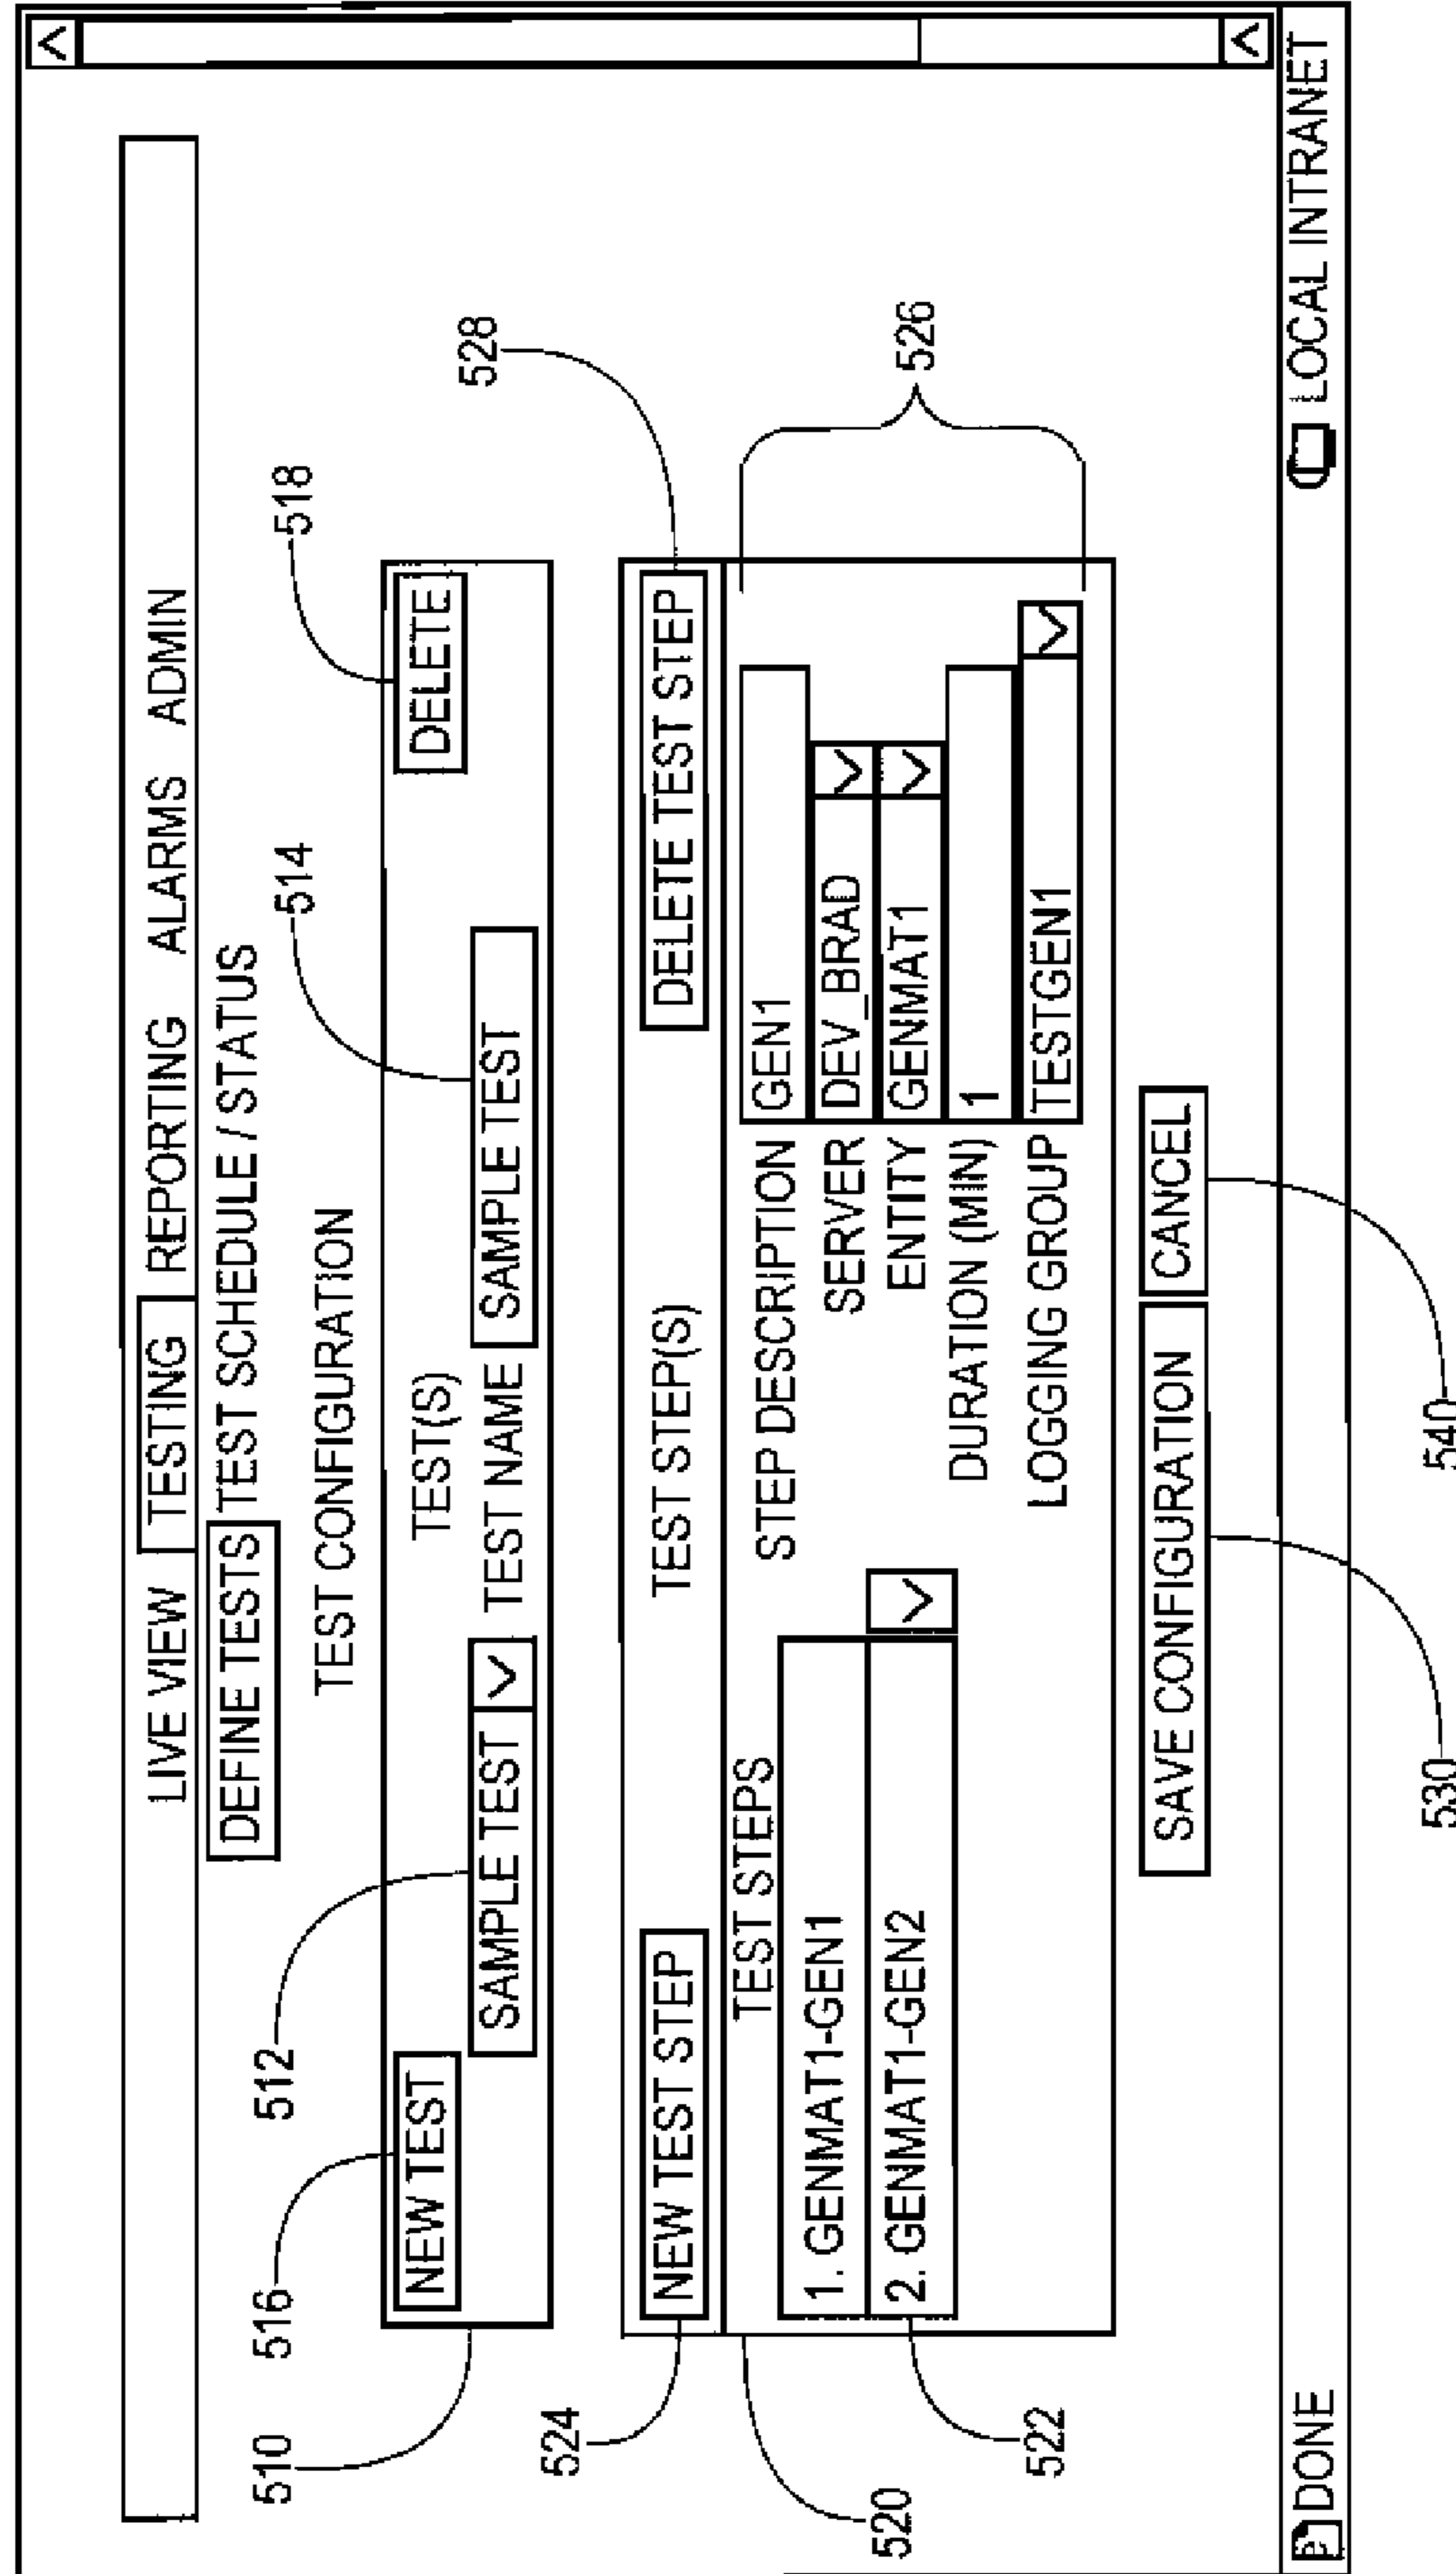 LIVE VIEW TESTING REPORTING ALARMS ADMIN
DEFINE TESTS TEST SCHEDULE / STATUS
TEST CONFIGURATION
510
516
512
514
518
NEW TEST
TEST(S)
DELETE
SAMPLE TEST
TEST NAME
SAMPLE TEST
528
524
NEW TEST STEP
TEST STEP(S)
DELETE TEST STEP
TEST STEPS
1. GENMAT1-GEN1
2. GENMAT1-GEN2
STEP DESCRIPTION GEN1
SERVER DEV_BRAD
ENTITY GENMAT1
DURATION (MIN) 1
LOGGING GROUP TESTGEN1
526
520
522
SAVE CONFIGURATION
CANCEL
DONE
LOCAL INTRANET
530
540